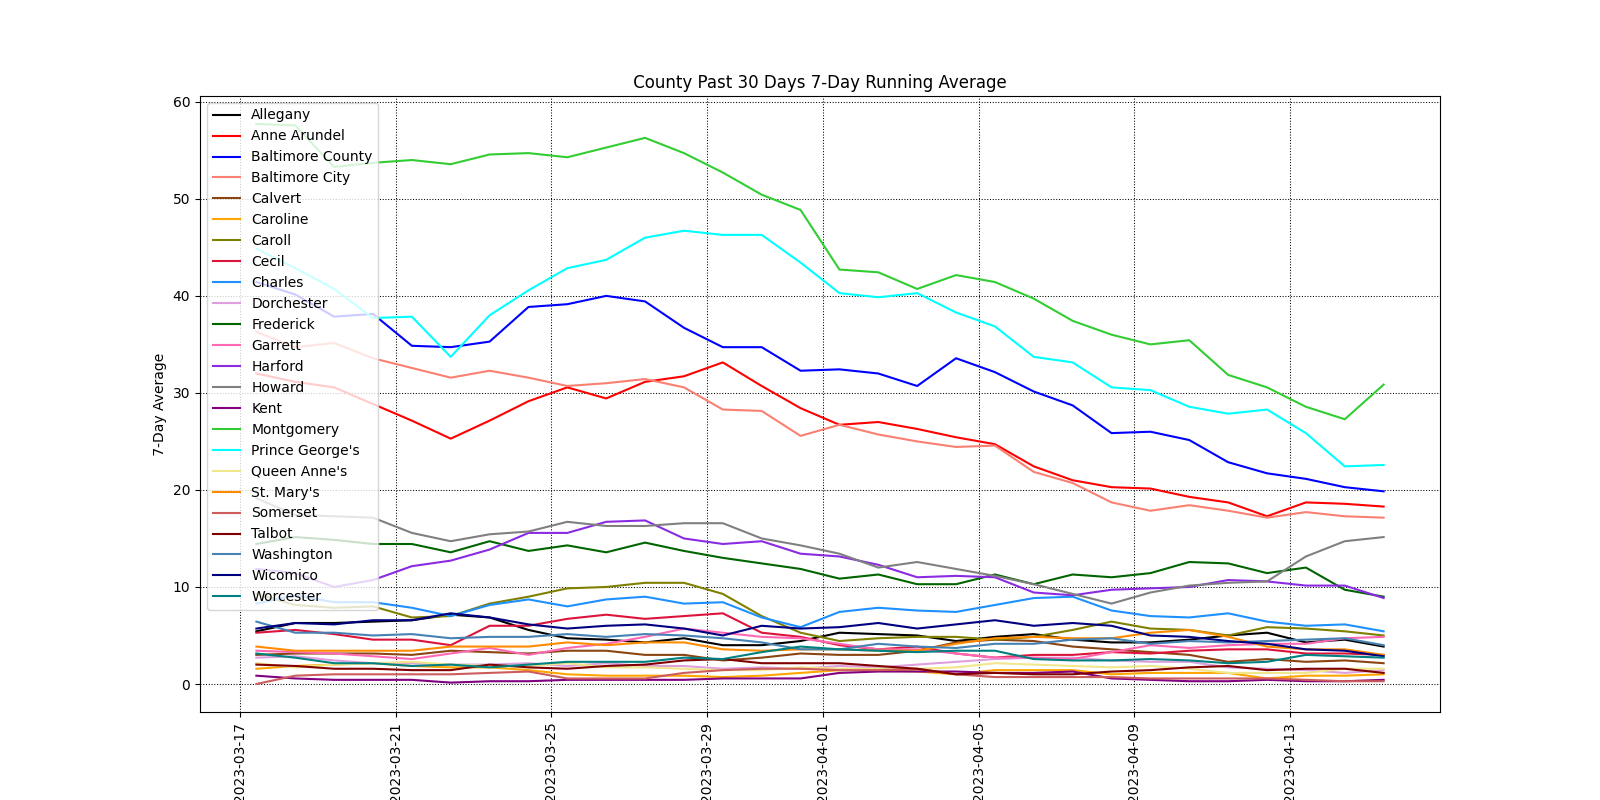 County Past 30 Days 7-Day Running Average
60
50
40
30
20
10
0
7-Day Average
Allegany
Anne Arundel
Baltimore County
Baltimore City
Calvert
Caroline
Caroll
Cecil
Charles
Dorchester
Frederick
Garrett
Harford
Howard
Kent
Montgomery
Prince George's
Queen Anne's
St. Mary's
Somerset
Talbot
Washington
Wicomico
Worcester
2023-03-17
2023-03-21
2023-03-25
2023-03-29
2023-04-01
2023-04-05
2023-04-09
2023-04-13